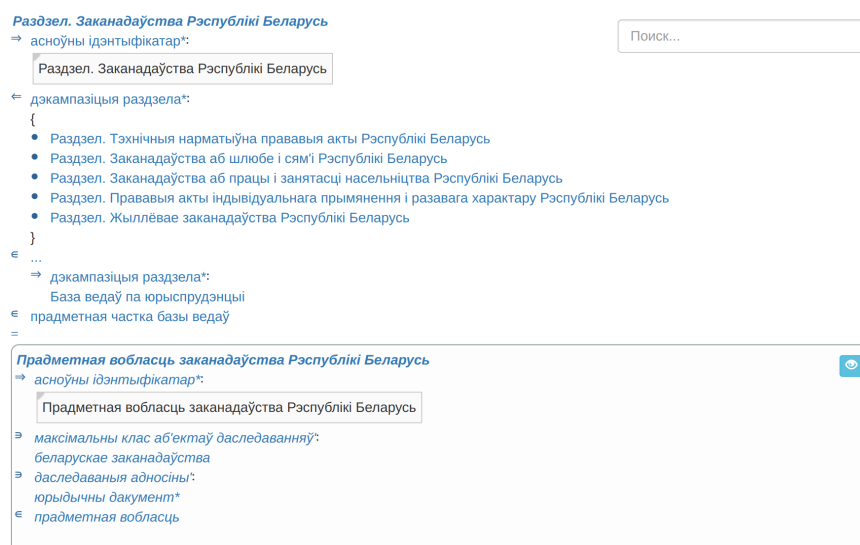 Раздзел. Заканадаўства Рэспублікі Беларусь
Поиск...
⇒ асноўны ідэнтыфікатар*:
Раздзел. Заканадаўства Рэспублікі Беларусь
⇐ дэкампазіцыя раздзела*:
{
• Раздзел. Тэхнічныя нарматыўна прававыя акты Рэспублікі Беларусь
• Раздзел. Заканадаўства аб шлюбе і сям'і Рэспублікі Беларусь
• Раздзел. Заканадаўства аб працы і занятасці насельніцтва Рэспублікі Беларусь
• Раздзел. Прававыя акты індывідуальнага прымянення і разавага характару Рэспублікі Беларусь
• Раздзел. Жыллёвае заканадаўства Рэспублікі Беларусь
}
∈ ...
⇒ дэкампазіцыя раздзела*:
База ведаў па юрыспрудэнцыі
∈ прадметная частка базы ведаў
=
Прадметная вобласць заканадаўства Рэспублікі Беларусь
⇒ асноўны ідэнтыфікатар*:
Прадметная вобласць заканадаўства Рэспублікі Беларусь
∋ максімальны клас аб'ектаў даследаванняў':
беларускае заканадаўства
∋ даследаваныя адносіны':
юрыдычны дакумент*
∈ прадметная вобласць